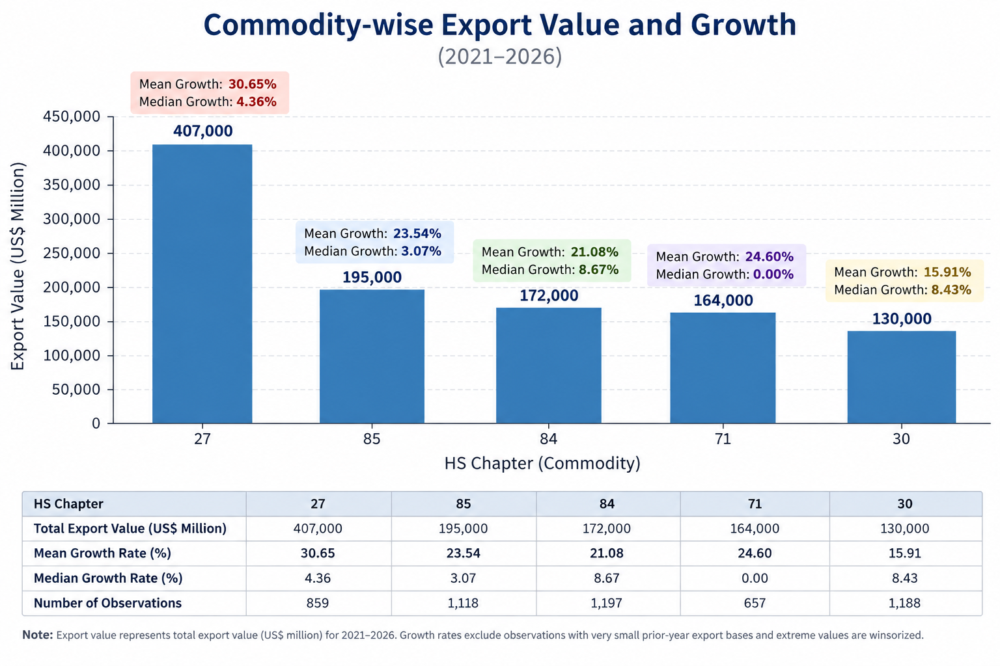 Commodity-wise Export Value and Growth
(2021–2026)
Mean Growth: 30.65%
Median Growth: 4.36%
Mean Growth: 23.54%
Median Growth: 3.07%
Mean Growth: 21.08%
Median Growth: 8.67%
Mean Growth: 24.60%
Median Growth: 0.00%
Mean Growth: 15.91%
Median Growth: 8.43%
407,000
195,000
172,000
164,000
130,000
Export Value (US$ Million)
450,000
400,000
350,000
300,000
250,000
200,000
150,000
100,000
50,000
0
27 85 84 71 30
HS Chapter (Commodity)
HS Chapter 27 85 84 71 30
Total Export Value (US$ Million) 407,000 195,000 172,000 164,000 130,000
Mean Growth Rate (%) 30.65 23.54 21.08 24.60 15.91
Median Growth Rate (%) 4.36 3.07 8.67 0.00 8.43
Number of Observations 859 1,118 1,197 657 1,188
Note: Export value represents total export value (US$ million) for 2021–2026. Growth rates exclude observations with very small prior-year export bases and extreme values are winsorized.